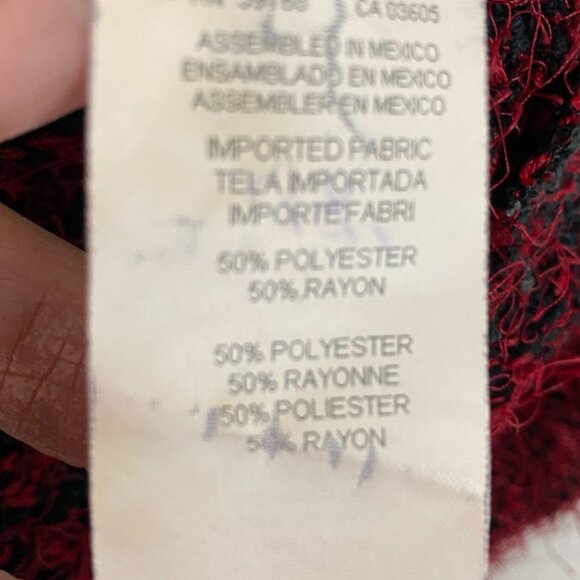 CA 03605
ASSEMBLED IN MEXICO
ENSAMBLADO EN MEXICO
ASSEMBLER EN MEXICO
IMPORTED FABRIC
TELA IMPORTADA
IMPORTE FABRI
50% POLYESTER
50% RAYON
50% POLYESTER
50% RAYONNE
50% POLIESTER
50% RAYON